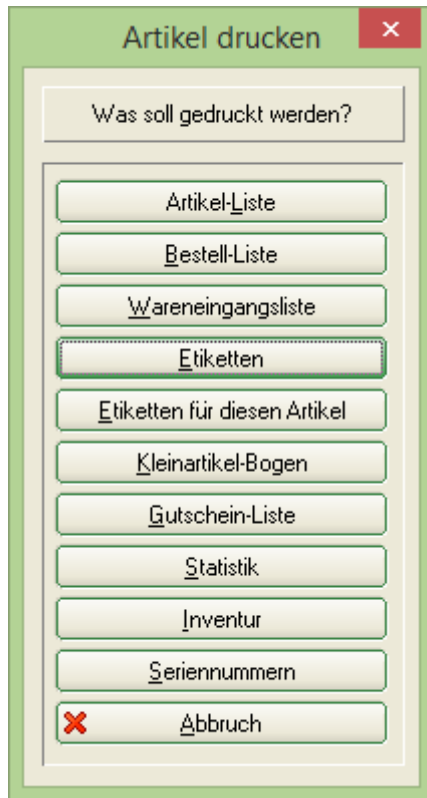 Artikel drucken
Was soll gedruckt werden?
Artikel-Liste
Bestell-Liste
Wareneingangsliste
Etiketten
Etiketten für diesen Artikel
Kleinartikel-Bogen
Gutschein-Liste
Statistik
Inventur
Seriennummern
Abbruch